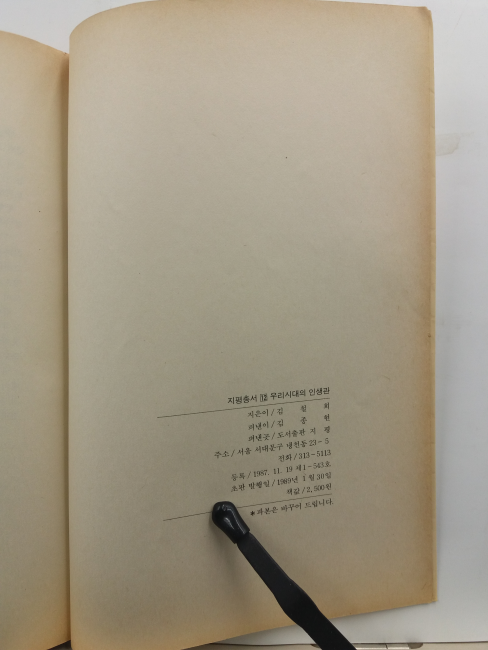 지평총서 12 우리시대의 인생관
지은이/김 철 희
펴낸이/김 종 현
펴낸곳/도서출판 지 평
주소/서울 서대문구 냉천동 23-5
전화/313-5113
등록/1987. 11. 19 제1-543호
초판 발행일/1989년 1월 30일
책값/2,500원
*파본은 바꾸어 드립니다.